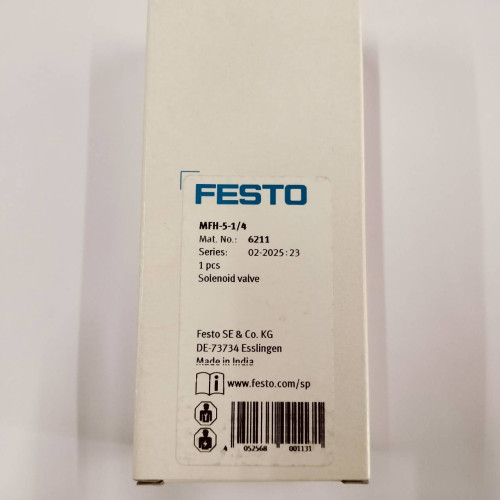 FESTO
MFH-5-1/4
Mat. No.: 6211
Series: 02-2025:23
1 pcs
Solenoid valve
Festo SE & Co. KG
DE-73734 Esslingen
Made in India
www.festo.com/sp
4 052568 001131